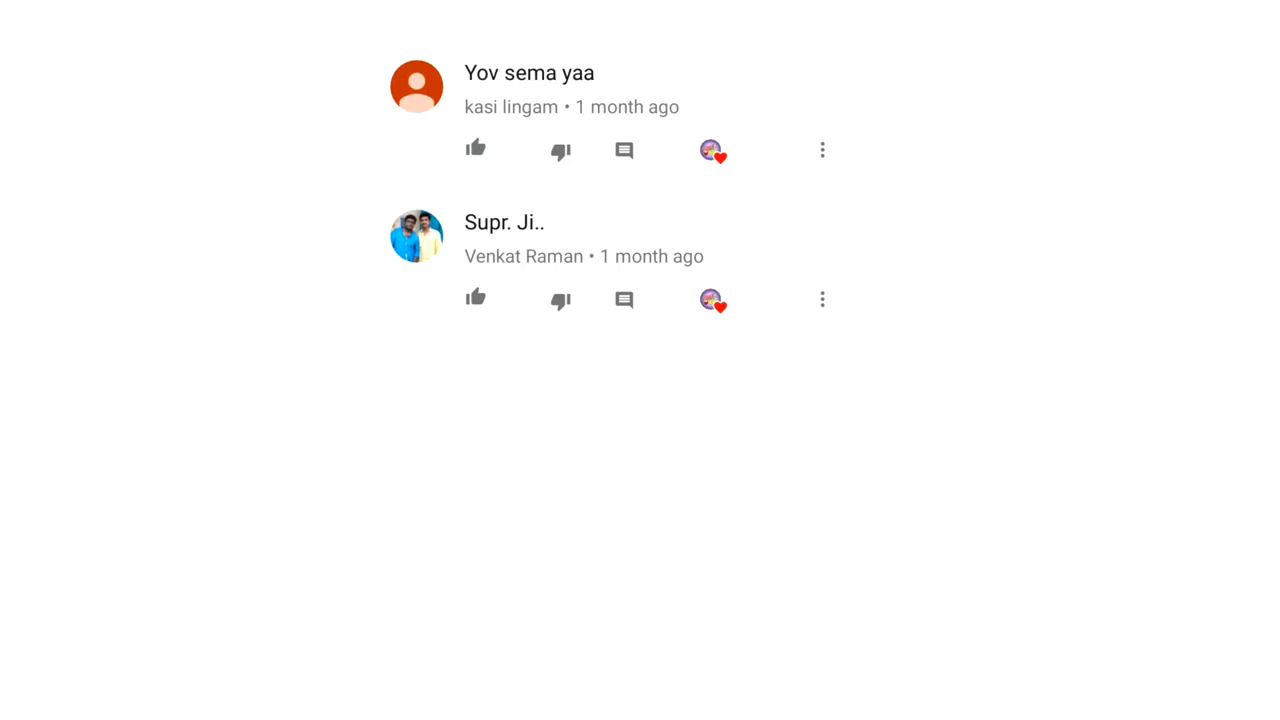 Yov sema yaa
kasi lingam • 1 month ago
Supr. Ji..
Venkat Raman • 1 month ago